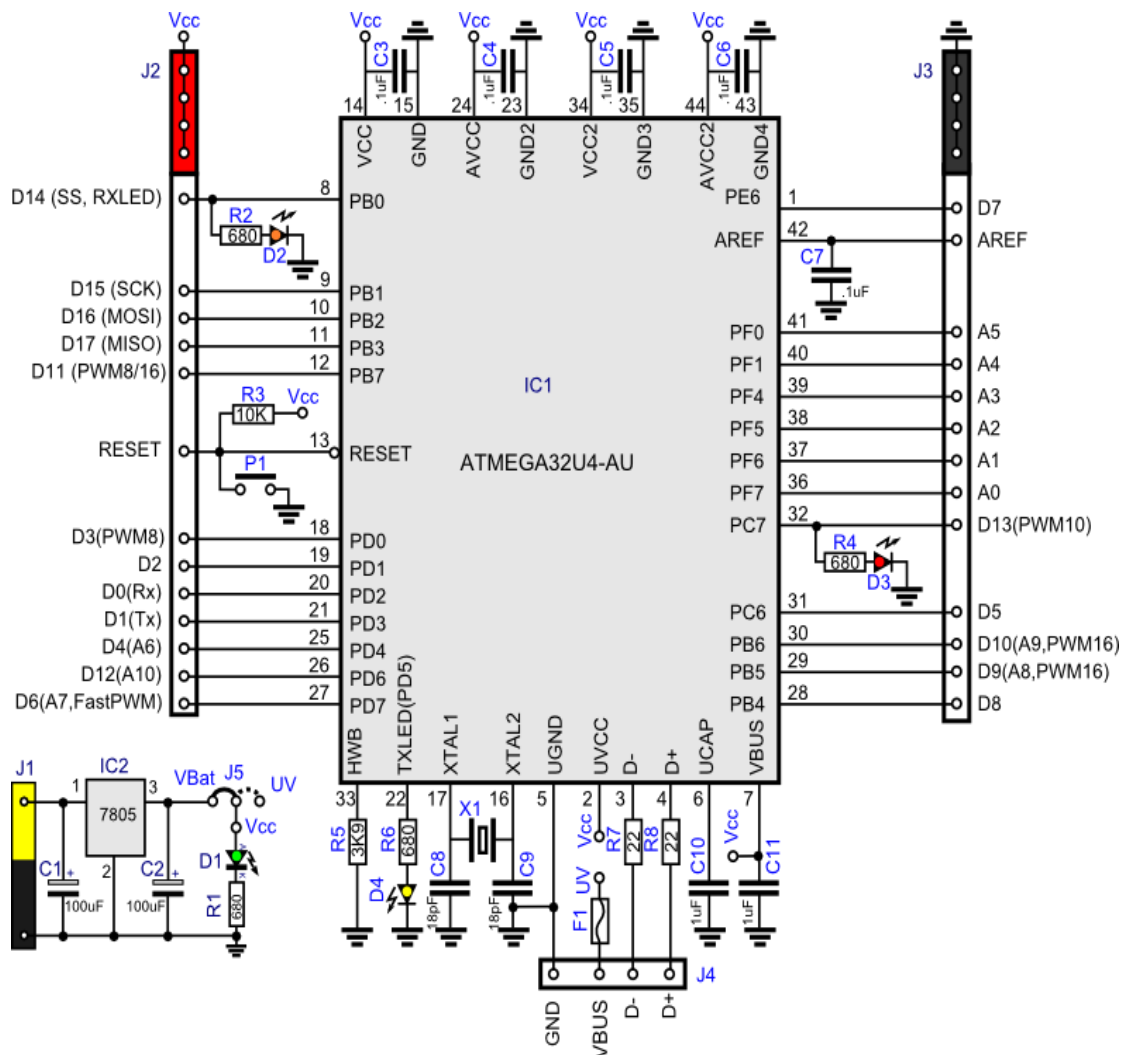 Vcc
J2
Vcc
C3
.1uF
14
15
Vcc
C4
.1uF
24
23
Vcc
C5
.1uF
34
35
Vcc
C6
.1uF
44
43
J3
VCC
GND
AVCC
GND2
VCC2
GND3
AVCC2
GND4
D14 (SS, RXLED)
8
PB0
R2
680
D2
D15 (SCK)
9
PB1
D16 (MOSI)
10
PB2
D17 (MISO)
11
PB3
D11 (PWM8/16)
12
PB7
R3
10K
Vcc
RESET
13
RESET
P1
D3(PWM8)
18
PD0
D2
19
PD1
D0(Rx)
20
PD2
D1(Tx)
21
PD3
D4(A6)
25
PD4
D12(A10)
26
PD6
D6(A7,FastPWM)
27
PD7
IC1
ATMEGA32U4-AU
PE6
1
D7
AREF
42
AREF
C7
.1uF
PF0
41
A5
PF1
40
A4
PF4
39
A3
PF5
38
A2
PF6
37
A1
PF7
36
A0
PC7
32
D13(PWM10)
R4
680
D3
PC6
31
D5
PB6
30
D10(A9,PWM16)
PB5
29
D9(A8,PWM16)
PB4
28
D8
HWB
TXLED(PD5)
XTAL1
XTAL2
UGND
UVCC
D-
D+
UCAP
VBUS
33
22
17
16
5
2
3
4
6
7
J1
1
IC2
7805
3
2
VBat
J5
UV
Vcc
C1
+
100uF
C2
+
100uF
D1
K
R1
680
R5
3K9
R6
680
D4
X1
C8
18pF
C9
18pF
Vcc
UV
F1
R7
22
R8
22
C10
1uF
Vcc
C11
1uF
J4
GND
VBUS
D-
D+